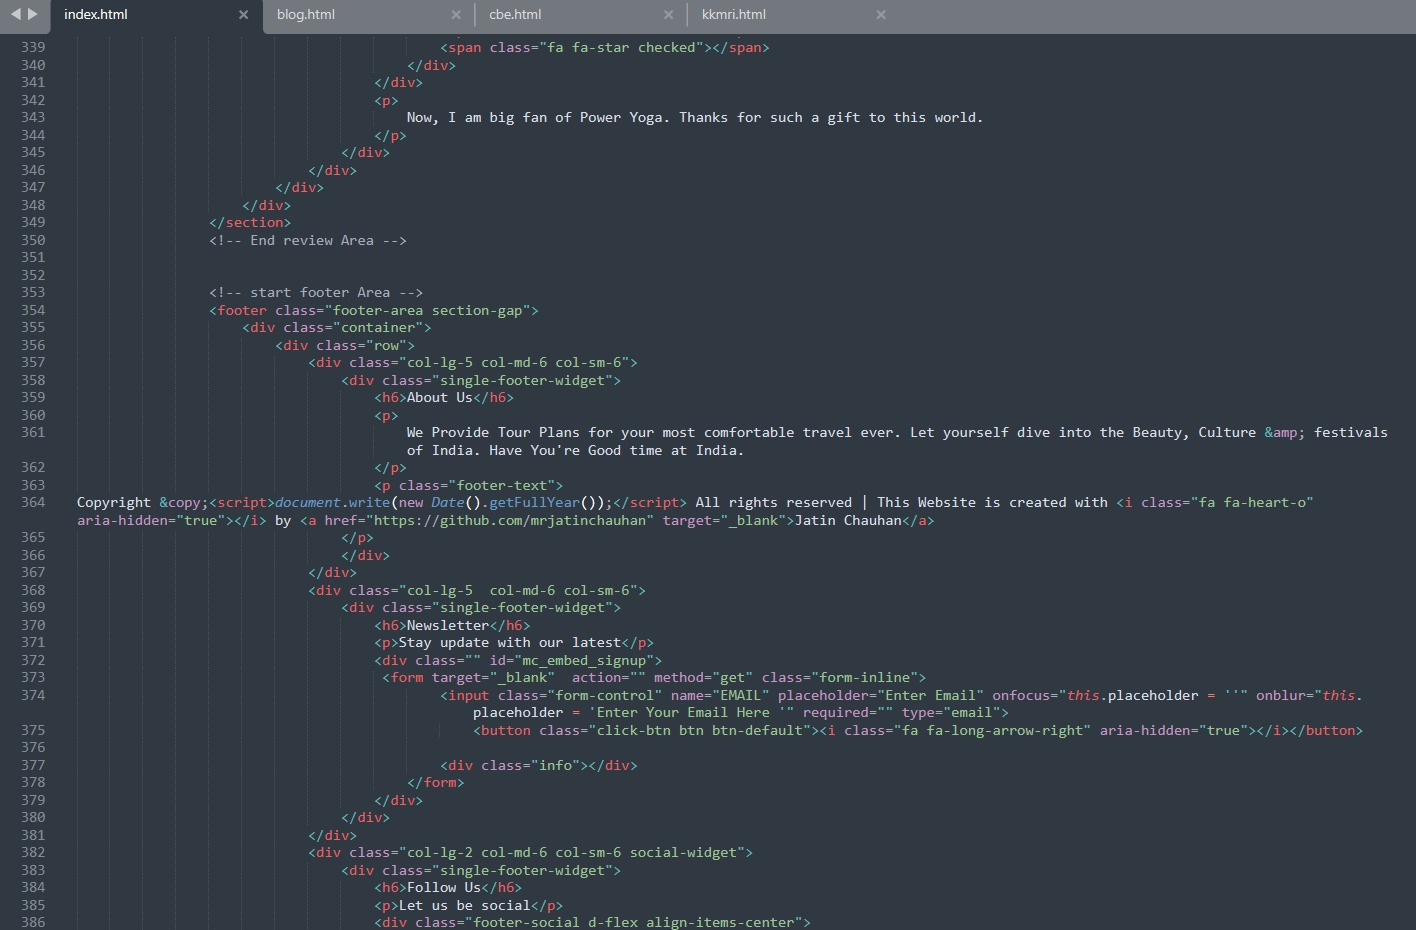 index.html × blog.html × cbe.html × kkmri.html ×
339 <span class="fa fa-star checked"></span>
340 </div>
341 </div>
342 <p>
343 Now, I am big fan of Power Yoga. Thanks for such a gift to this world.
344 </p>
345 </div>
346 </div>
347 </div>
348 </div>
349 </section>
350 <!-- End review Area -->
351
352
353 <!-- start footer Area -->
354 <footer class="footer-area section-gap">
355 <div class="container">
356 <div class="row">
357 <div class="col-lg-5 col-md-6 col-sm-6">
358 <div class="single-footer-widget">
359 <h6>About Us</h6>
360 <p>
361 We Provide Tour Plans for your most comfortable travel ever. Let yourself dive into the Beauty, Culture &amp; festivals
of India. Have You're Good time at India.
362 </p>
363 <p class="footer-text">
364 Copyright &copy;<script>document.write(new Date().getFullYear());</script> All rights reserved | This Website is created with <i class="fa fa-heart-o"
aria-hidden="true"></i> by <a href="https://github.com/mrjatinchauhan" target="_blank">Jatin Chauhan</a>
365 </p>
366 </div>
367 </div>
368 <div class="col-lg-5  col-md-6 col-sm-6">
369 <div class="single-footer-widget">
370 <h6>Newsletter</h6>
371 <p>Stay update with our latest</p>
372 <div class="" id="mc_embed_signup">
373 <form target="_blank"  action="" method="get" class="form-inline">
374 <input class="form-control" name="EMAIL" placeholder="Enter Email" onfocus="this.placeholder = ''" onblur="this.
placeholder = 'Enter Your Email Here '" required="" type="email">
375 <button class="click-btn btn btn-default"><i class="fa fa-long-arrow-right" aria-hidden="true"></i></button>
376
377 <div class="info"></div>
378 </form>
379 </div>
380 </div>
381 </div>
382 <div class="col-lg-2 col-md-6 col-sm-6 social-widget">
383 <div class="single-footer-widget">
384 <h6>Follow Us</h6>
385 <p>Let us be social</p>
386 <div class="footer-social d-flex align-items-center">